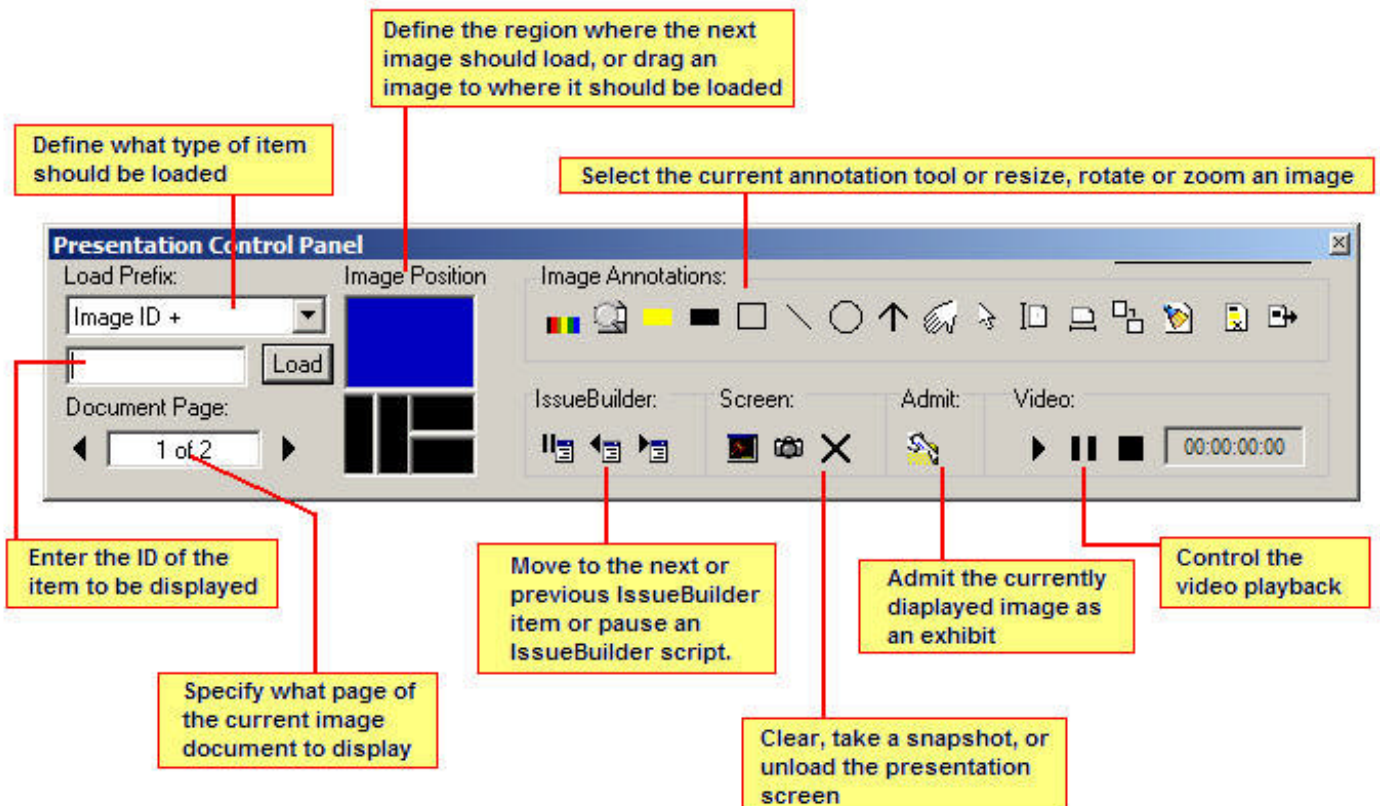 Define the region where the next
image should load, or drag an
image to where it should be loaded
Define what type of item
should be loaded
Select the current annotation tool or resize, rotate or zoom an image
Presentation Control Panel
Load Prefix:
Image Position
Image Annotations:
Image ID +
Load
Document Page:
1 of 2
IssueBuilder:
Screen:
Admit:
Video:
00:00:00:00
Enter the ID of the
item to be displayed
Move to the next or
previous IssueBuilder
item or pause an
IssueBuilder script.
Admit the currently
diaplayed image as
an exhibit
Control the
video playback
Specify what page of
the current image
document to display
Clear, take a snapshot, or
unload the presentation
screen